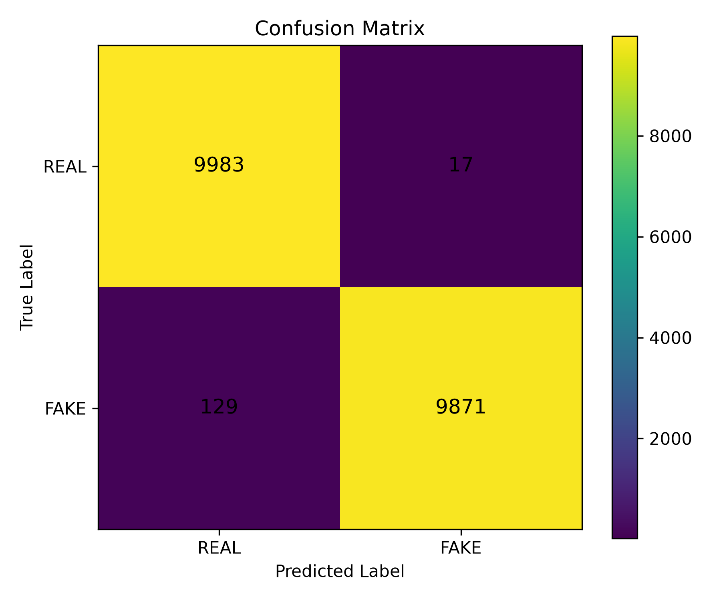 Confusion Matrix
True Label
REAL
9983
17
FAKE
129
9871
REAL
FAKE
Predicted Label
8000
6000
4000
2000